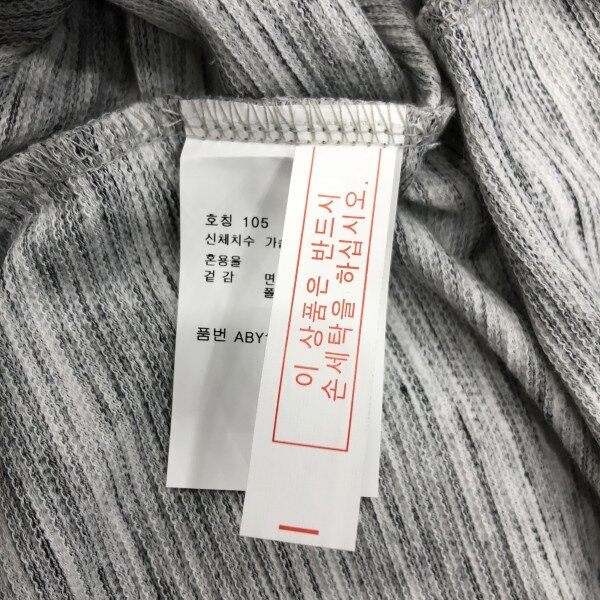 호칭 105
신체치수
혼용율
겉감 면
폴
품번 ABY-
이 상품은 반드시
손세탁을 하십시오.